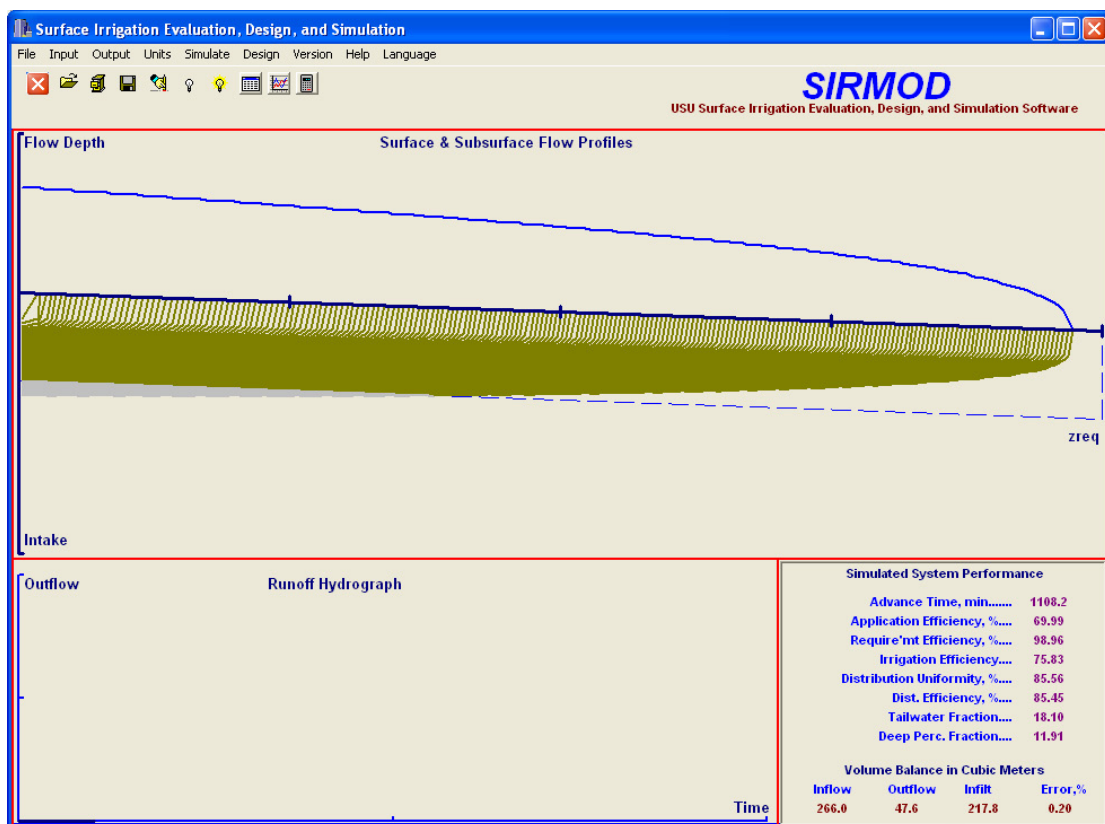 Surface Irrigation Evaluation, Design, and Simulation
File Input Output Units Simulate Design Version Help Language
SIRMOD
USU Surface Irrigation Evaluation, Design, and Simulation Software
Flow Depth
Surface & Subsurface Flow Profiles
zreq
Intake
Outflow
Runoff Hydrograph
Time
Simulated System Performance
Advance Time, min....... 1108.2
Application Efficiency, %.... 69.99
Require'mt Efficiency, %.... 98.96
Irrigation Efficiency.... 75.83
Distribution Uniformity, %.... 85.56
Dist. Efficiency, %.... 85.45
Tailwater Fraction.... 18.10
Deep Perc. Fraction.... 11.91
Volume Balance in Cubic Meters
Inflow Outflow Infilt Error,%
266.0 47.6 217.8 0.20